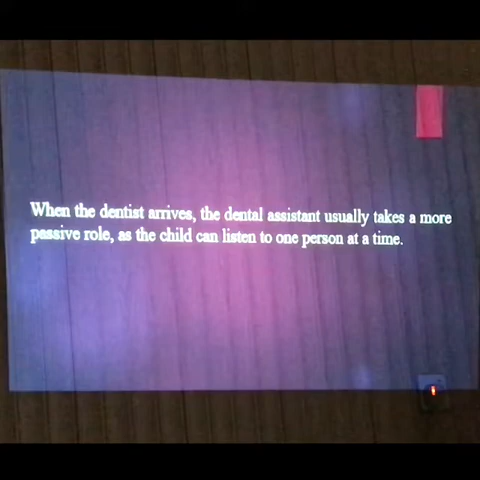 When the dentist arrives, the dental assistant usually takes a more
passive role, as the child can listen to one person at a time.